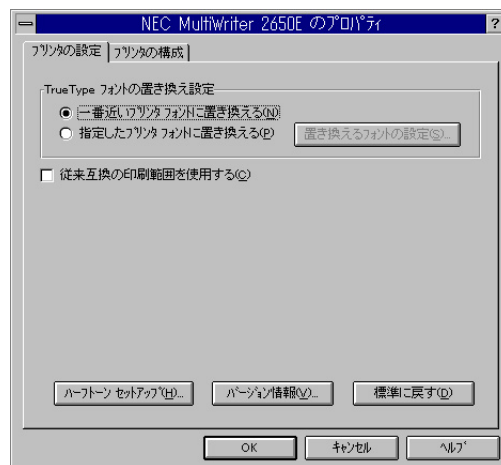 NEC MultiWriter 2650E のﾌﾟﾛﾊﾟﾃｨ ?
ﾌﾟﾘﾝﾀの設定 ﾌﾟﾘﾝﾀの構成
TrueType ﾌｫﾝﾄの置き換え設定
一番近いﾌﾟﾘﾝﾀ ﾌｫﾝﾄに置き換える(N)
指定したﾌﾟﾘﾝﾀ ﾌｫﾝﾄに置き換える(P) 置き換えるﾌｫﾝﾄの設定(S)...
従来互換の印刷範囲を使用する(C)
ﾊｰﾌﾄｰﾝ ｾｯﾄｱｯﾌﾟ(H)... ﾊﾞｰｼﾞｮﾝ情報(V)... 標準に戻す(D)
OK ｷｬﾝｾﾙ ﾍﾙﾌﾟ